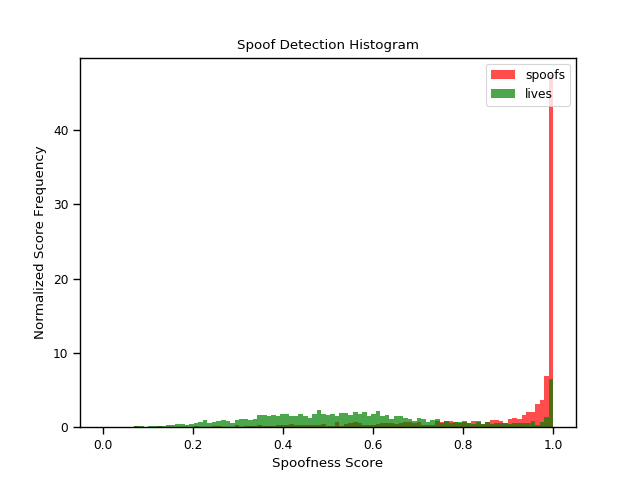 Spoof Detection Histogram
spoofs
lives
Normalized Score Frequency
40
30
20
10
0
0.0 0.2 0.4 0.6 0.8 1.0
Spoofness Score